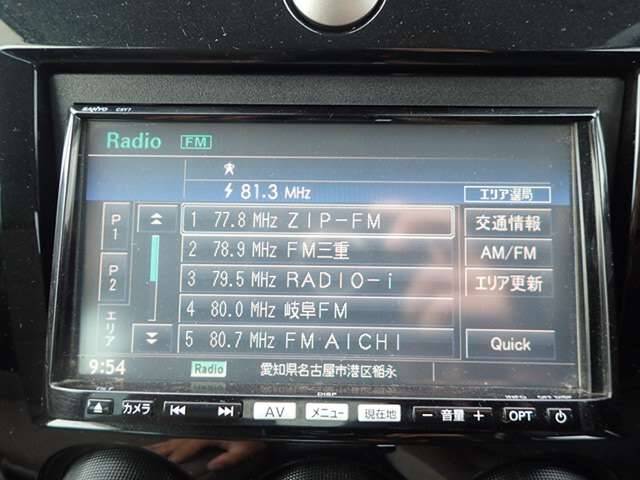 SANYO
Radio FM
81.3 MHz エリア選局
P1
1 77.8 MHz ZIP-FM 交通情報
2 78.9 MHz FM三重 AM/FM
P2
3 79.5 MHz RADIO-i エリア更新
エリア
4 80.0 MHz 岐阜FM
5 80.7 MHz FM AICHI Quick
9:54 Radio 愛知県名古屋市港区稲永
カメラ AV メニュー 現在地 − 音量 + OPT